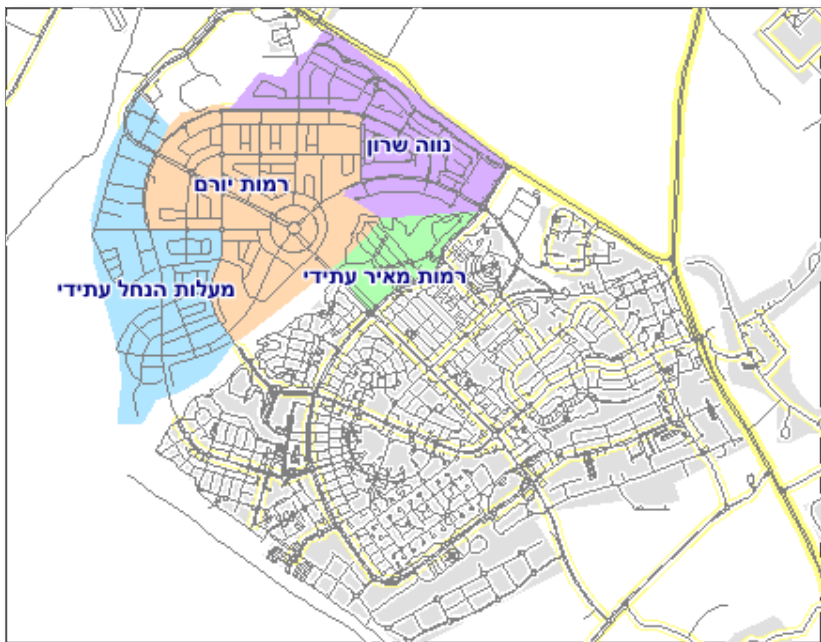 נווה שרון
רמות יורם
רמות מאיר עתידי
מעלות הנחל עתידי